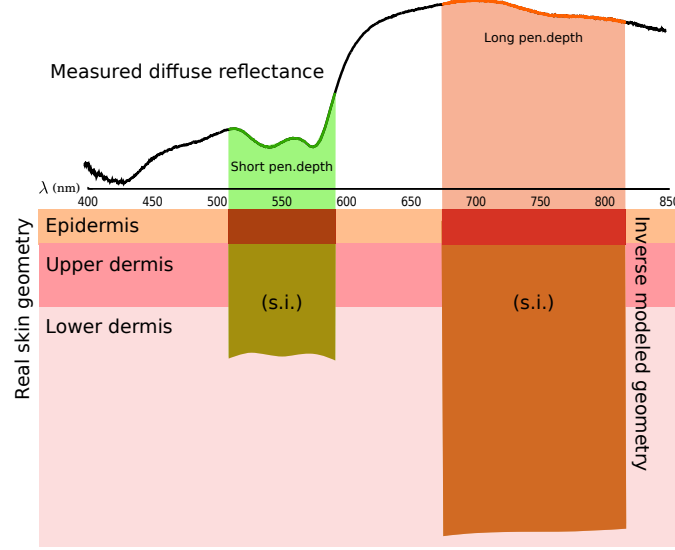 Long pen.depth
Measured diffuse reflectance
Short pen.depth
λ (nm)
400 450 500 550 600 650 700 750 800 850
Real skin geometry
Epidermis
Upper dermis
Lower dermis
(s.i.)
(s.i.)
Inverse modeled geometry